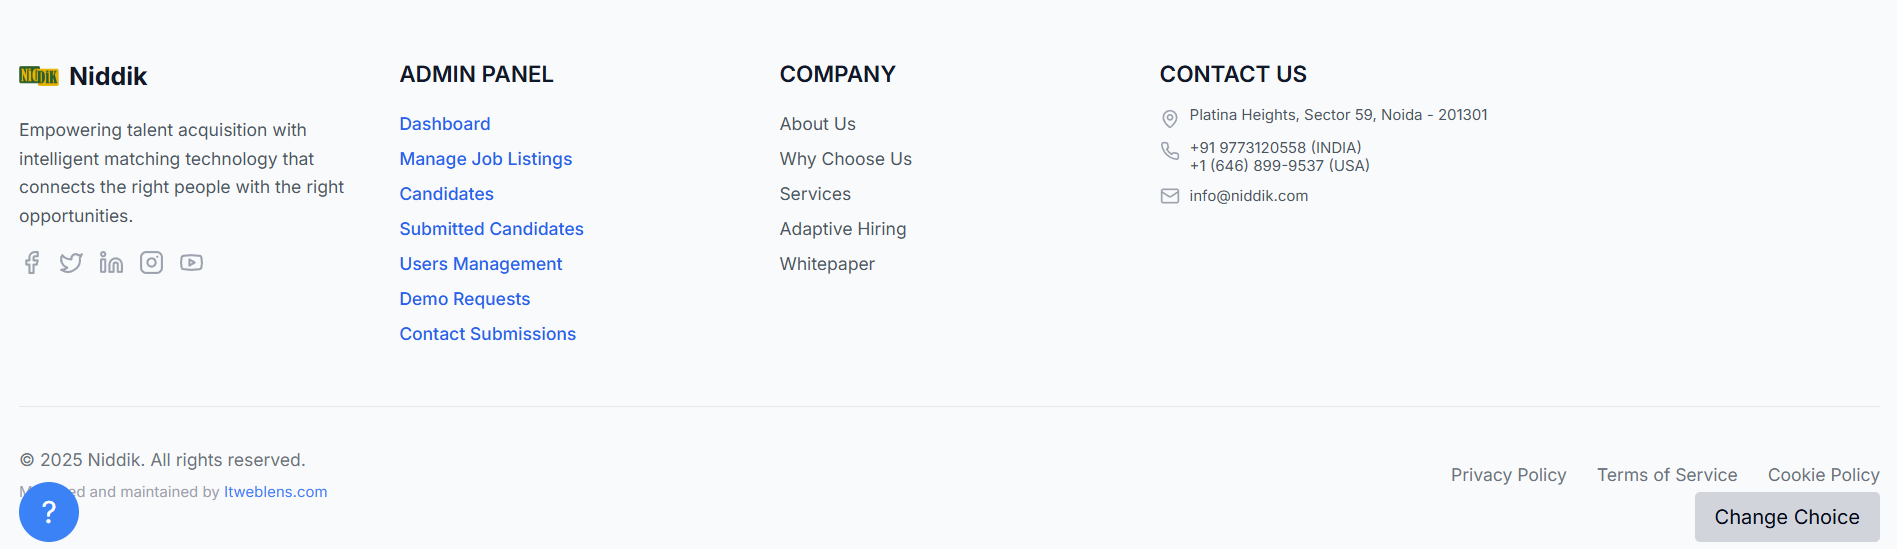 NiDDiK
Niddik
Empowering talent acquisition with
intelligent matching technology that
connects the right people with the right
opportunities.
ADMIN PANEL
Dashboard
Manage Job Listings
Candidates
Submitted Candidates
Users Management
Demo Requests
Contact Submissions
COMPANY
About Us
Why Choose Us
Services
Adaptive Hiring
Whitepaper
CONTACT US
Platina Heights, Sector 59, Noida - 201301
+91 9773120558 (INDIA)
+1 (646) 899-9537 (USA)
info@niddik.com
© 2025 Niddik. All rights reserved.
and maintained by Itweblens.com
?
Privacy Policy Terms of Service Cookie Policy
Change Choice